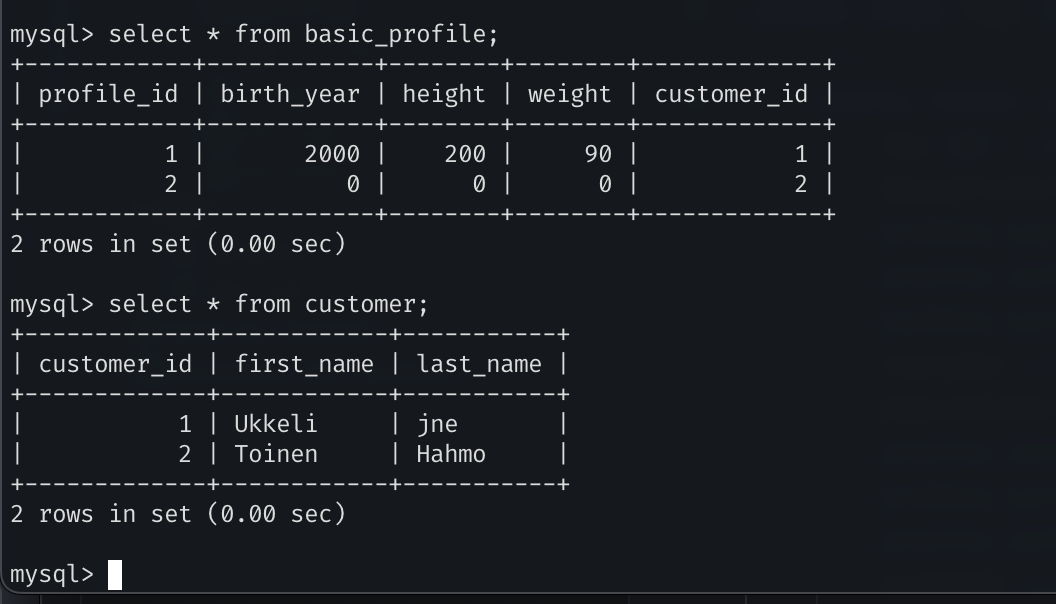 mysql> select * from basic_profile;
+------------+------------+--------+--------+-------------+
| profile_id | birth_year | height | weight | customer_id |
+------------+------------+--------+--------+-------------+
|          1 |       2000 |    200 |     90 |           1 |
|          2 |          0 |      0 |      0 |           2 |
+------------+------------+--------+--------+-------------+
2 rows in set (0.00 sec)
mysql> select * from customer;
+-------------+------------+-----------+
| customer_id | first_name | last_name |
+-------------+------------+-----------+
|           1 | Ukkeli     | jne       |
|           2 | Toinen     | Hahmo     |
+-------------+------------+-----------+
2 rows in set (0.00 sec)
mysql>